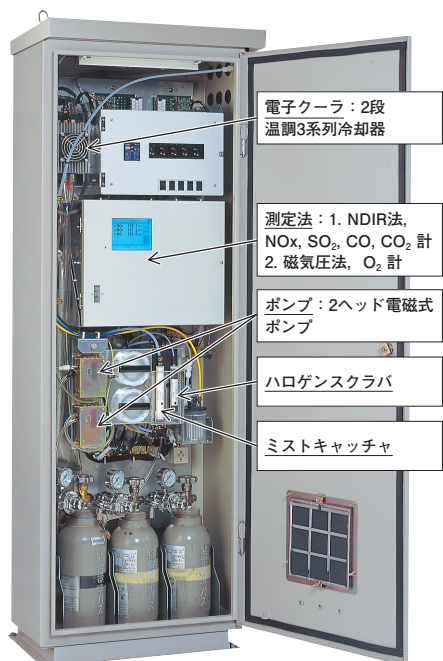 電子クーラ：2段
温調3系列冷却器
測定法：1. NDIR法,
NOx, SO₂, CO, CO₂ 計
2. 磁気圧法, O₂ 計
ポンプ：2ヘッド電磁式
ポンプ
ハロゲンスクラバ
ミストキャッチャ